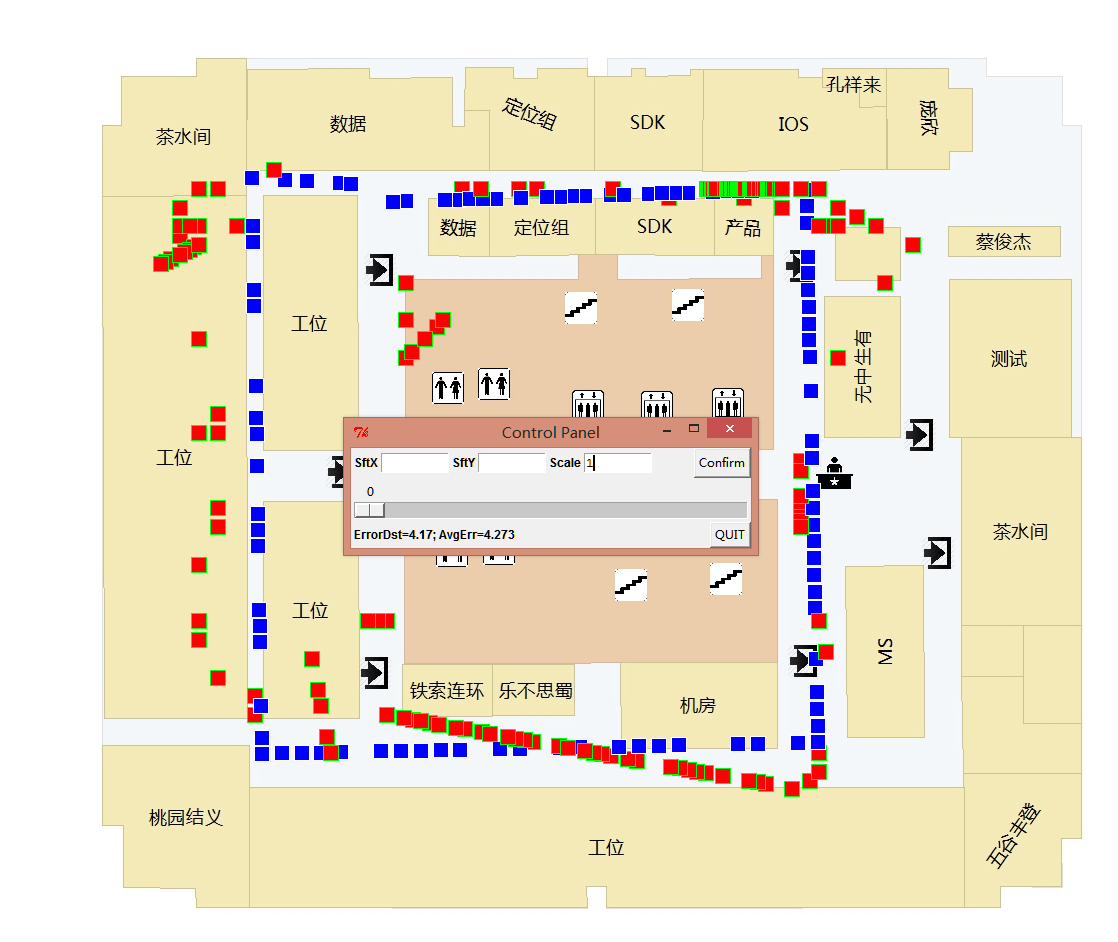 孔祥来
茶水间
数据
定位组
SDK
IOS
庞欣
数据
定位组
SDK
产品
蔡俊杰
工位
无中生有
测试
工位
Control Panel
SftX
SftY
Scale
1
Confirm
0
ErrorDst=4.17; AvgErr=4.273
QUIT
茶水间
工位
MS
铁索连环
乐不思蜀
机房
桃园结义
工位
五谷丰登